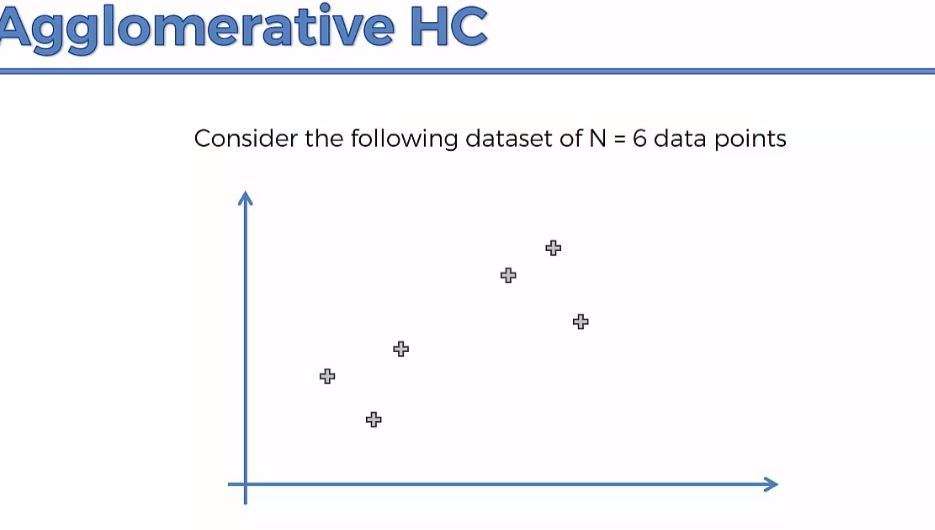 Agglomerative HC
Consider the following dataset of N = 6 data points